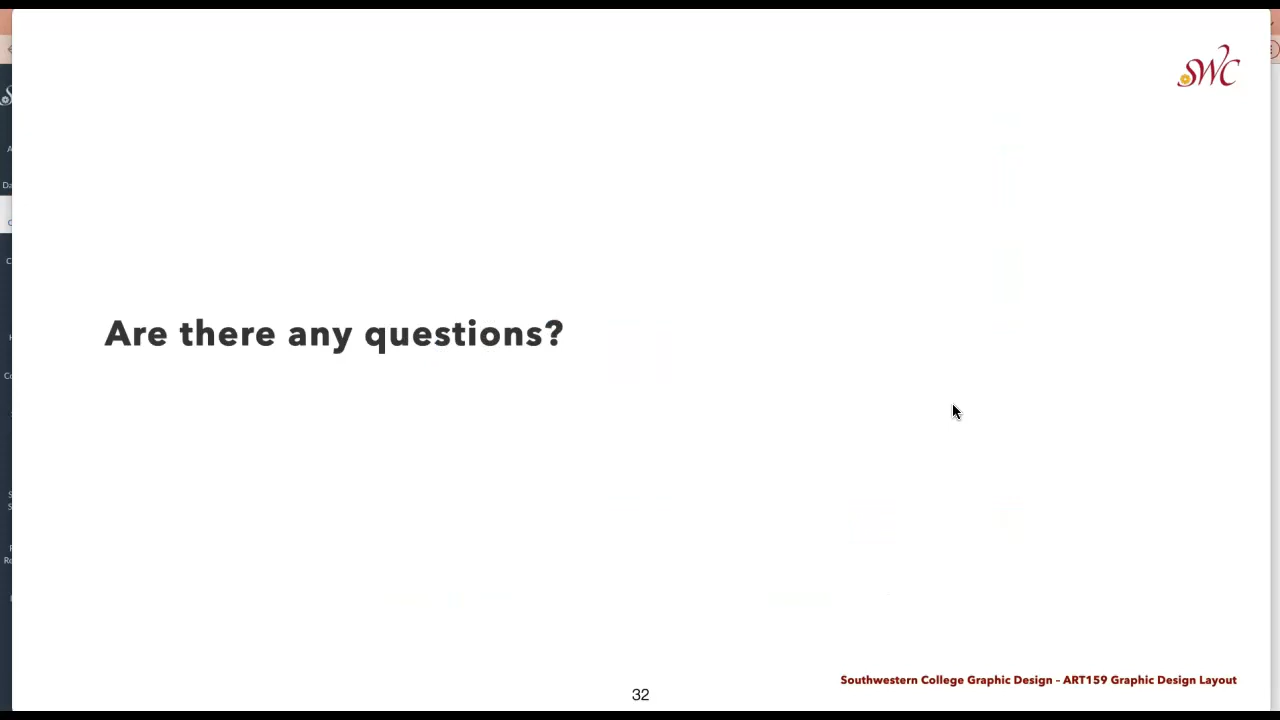 SWC
Are there any questions?
Southwestern College Graphic Design – ART159 Graphic Design Layout
32